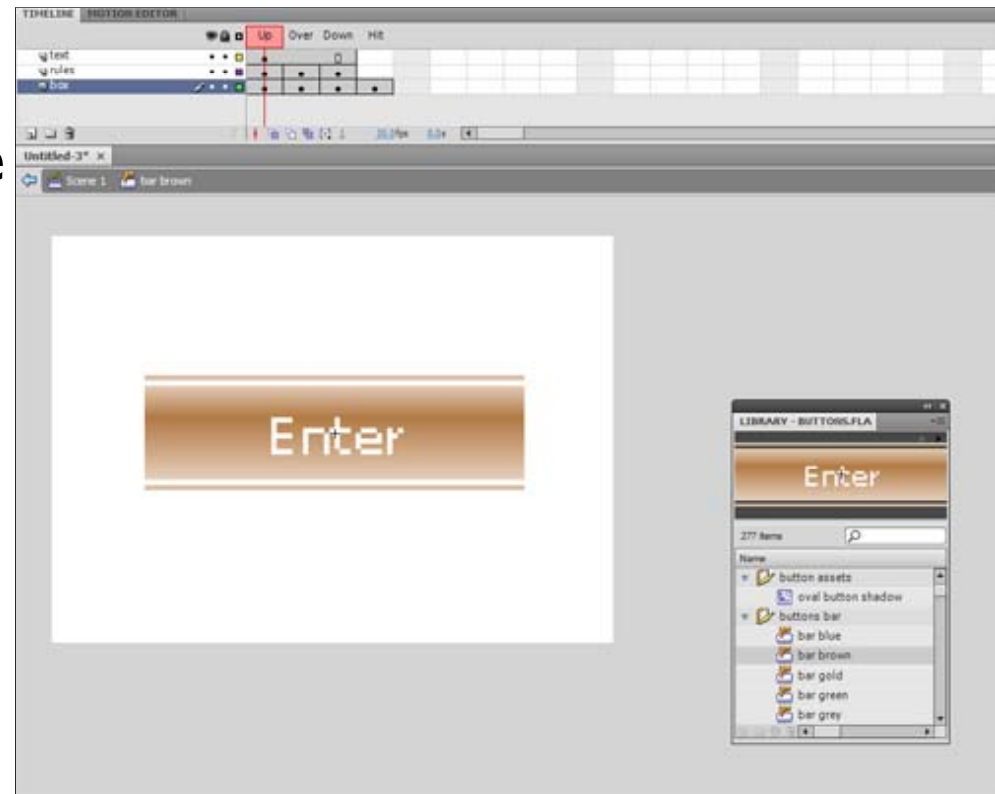 TIMELINE MOTION EDITOR
Up Over Down Hit
text
rules
box
Untitled-3* ×
e
Scene 1 bar brown
Enter
LIBRARY - BUTTONS.FLA
Enter
277 items
Name
button assets
oval button shadow
buttons bar
bar blue
bar brown
bar gold
bar green
bar grey